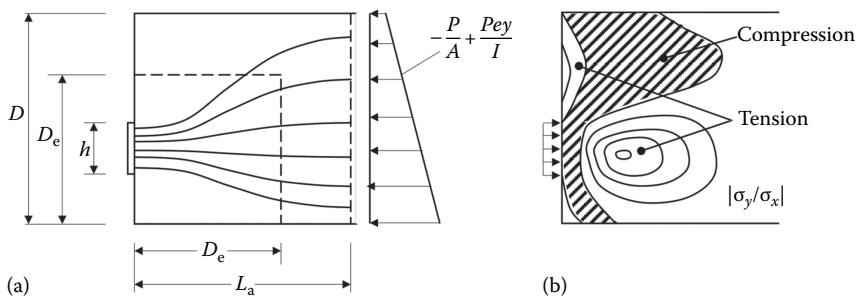 D
D_e
h
D_e
L_a
-P/A + Pey/I
(a)
Compression
Tension
|σ_y/σ_x|
(b)